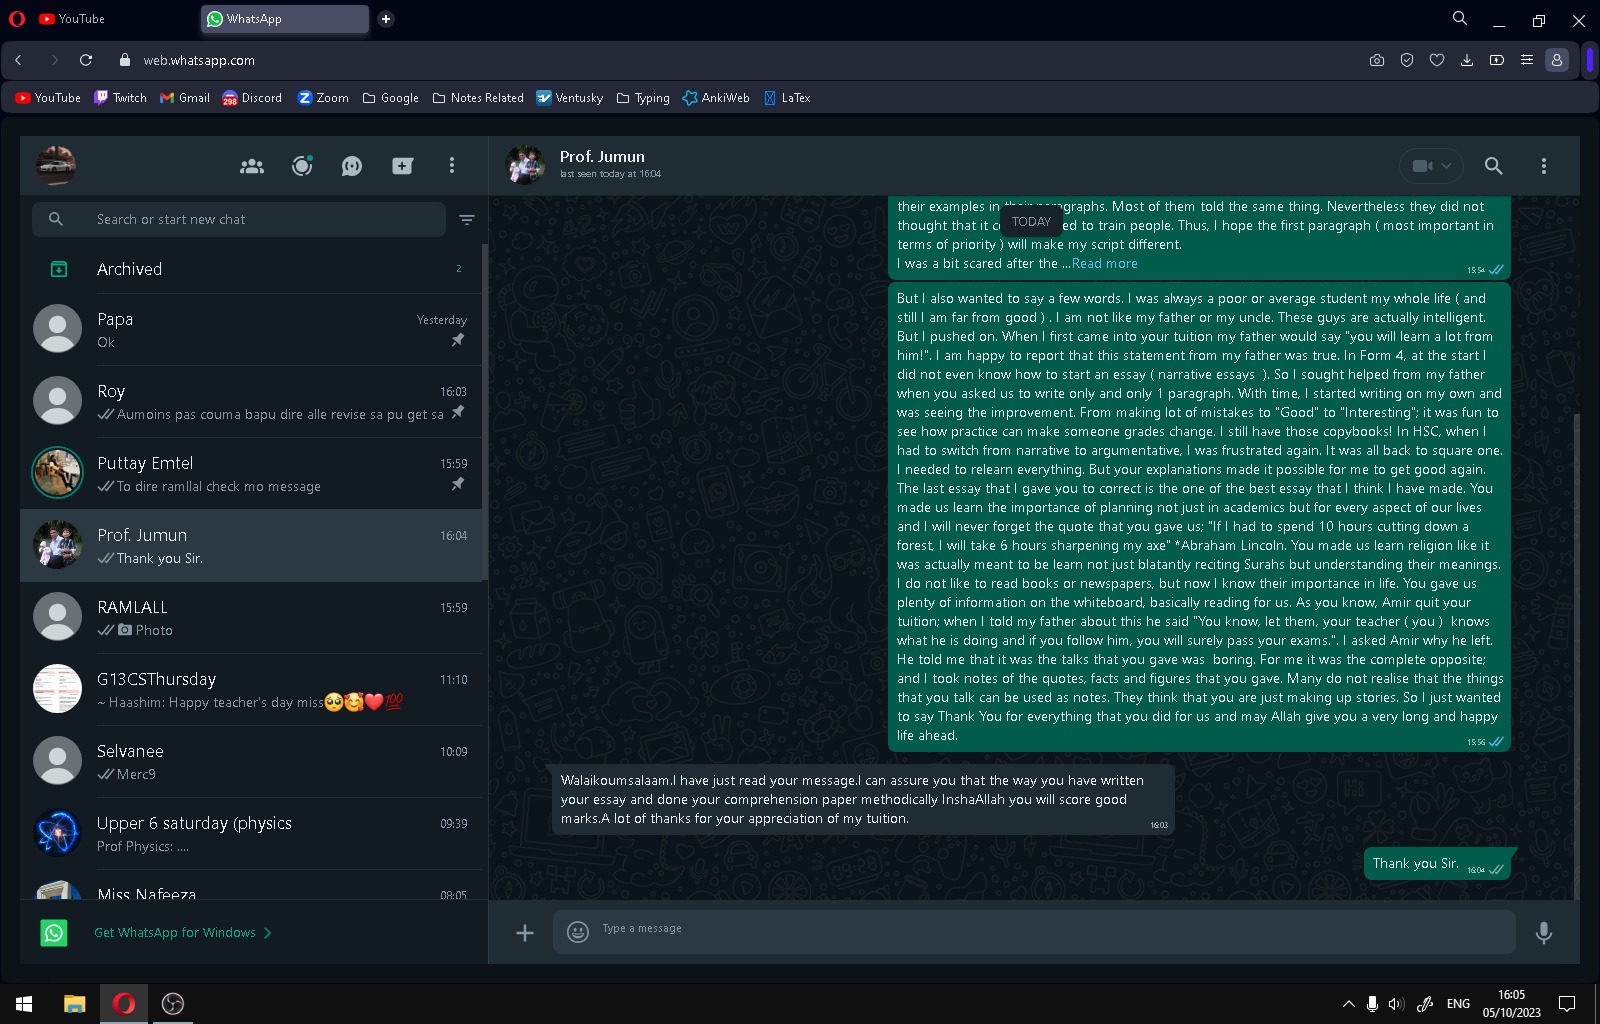 YouTube
WhatsApp
web.whatsapp.com
YouTube
Twitch
Gmail
298
Discord
Zoom
Google
Notes Related
Ventusky
Typing
AnkiWeb
LaTex
Search or start new chat
Archived
2
Papa
Yesterday
Ok
Roy
16:03
Aumoins pas couma bapu dire alle revise sa pu get sa
Puttay Emtel
15:59
To dire ramllal check mo message
Prof. Jumun
16:04
Thank you Sir.
RAMLALL
15:59
Photo
G13CSThursday
11:10
~ Haashim: Happy teacher's day miss🥺🥰❤️💯
Selvanee
10:09
Merc9
Upper 6 saturday (physics
09:39
Prof Physics: ....
Miss Nafeeza
08:05
Get WhatsApp for Windows
Prof. Jumun
last seen today at 16:04
TODAY
their examples in their paragraphs. Most of them told the same thing. Nevertheless they did not
thought that it ed to train people. Thus, I hope the first paragraph ( most important in
terms of priority ) will make my script different.
I was a bit scared after the ...Read more
15:54
But I also wanted to say a few words. I was always a poor or average student my whole life ( and
still I am far from good ) . I am not like my father or my uncle. These guys are actually intelligent.
But I pushed on. When I first came into your tuition my father would say "you will learn a lot from
him!". I am happy to report that this statement from my father was true. In Form 4, at the start I
did not even know how to start an essay ( narrative essays  ). So I sought helped from my father
when you asked us to write only and only 1 paragraph. With time, I started writing on my own and
was seeing the improvement. From making lot of mistakes to "Good" to "Interesting"; it was fun to
see how practice can make someone grades change. I still have those copybooks! In HSC, when I
had to switch from narrative to argumentative, I was frustrated again. It was all back to square one.
I needed to relearn everything. But your explanations made it possible for me to get good again.
The last essay that I gave you to correct is the one of the best essay that I think I have made. You
made us learn the importance of planning not just in academics but for every aspect of our lives
and I will never forget the quote that you gave us; "If I had to spend 10 hours cutting down a
forest, I will take 6 hours sharpening my axe" *Abraham Lincoln. You made us learn religion like it
was actually meant to be learn not just blatantly reciting Surahs but understanding their meanings.
I do not like to read books or newspapers, but now I know their importance in life. You gave us
plenty of information on the whiteboard, basically reading for us. As you know, Amir quit your
tuition; when I told my father about this he said "You know, let them, your teacher ( you )  knows
what he is doing and if you follow him, you will surely pass your exams.". I asked Amir why he left.
He told me that it was the talks that you gave was  boring. For me it was the complete opposite;
and I took notes of the quotes, facts and figures that you gave. Many do not realise that the things
that you talk can be used as notes. They think that you are just making up stories. So I just wanted
to say Thank You for everything that you did for us and may Allah give you a very long and happy
life ahead.
15:56
Walaikoumsalaam.I have just read your message.I can assure you that the way you have written
your essay and done your comprehension paper methodically InshaAllah you will score good
marks.A lot of thanks for your appreciation of my tuition.
16:03
Thank you Sir.
16:04
Type a message
ENG
16:05
05/10/2023